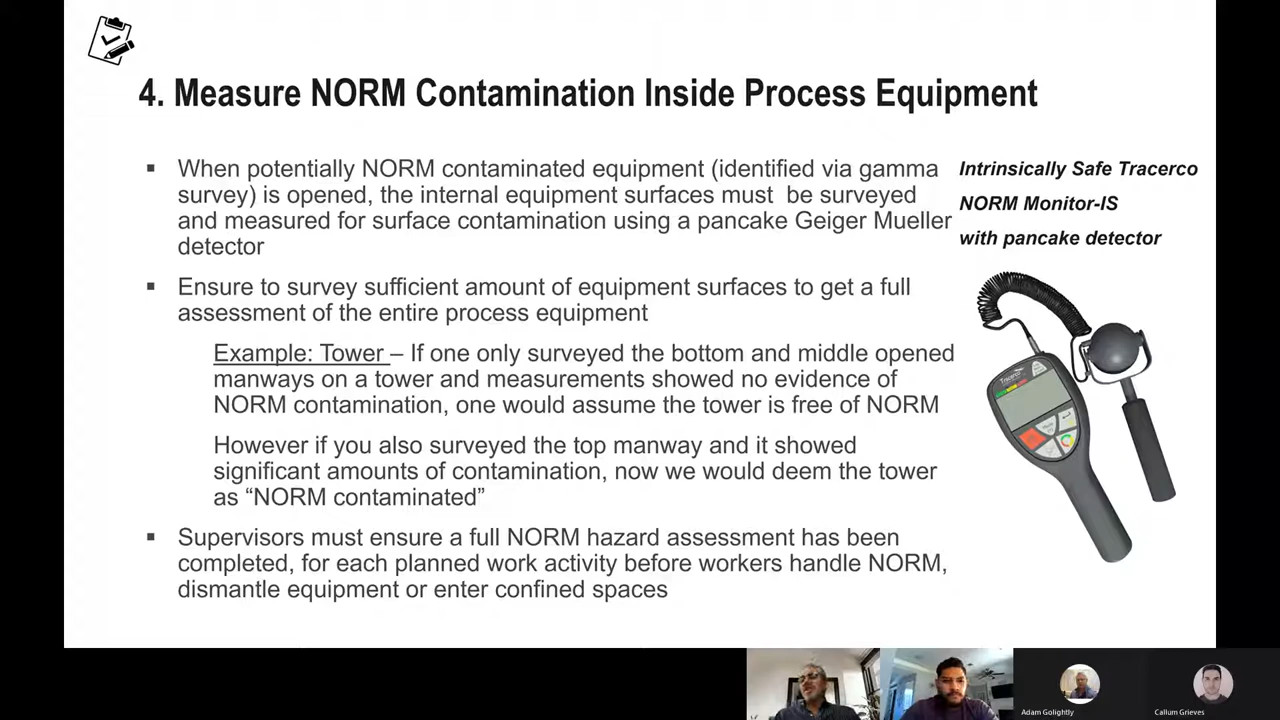 4. Measure NORM Contamination Inside Process Equipment
▪ When potentially NORM contaminated equipment (identified via gamma
survey) is opened, the internal equipment surfaces must  be surveyed
and measured for surface contamination using a pancake Geiger Mueller
detector
▪ Ensure to survey sufficient amount of equipment surfaces to get a full
assessment of the entire process equipment
Example: Tower – If one only surveyed the bottom and middle opened
manways on a tower and measurements showed no evidence of
NORM contamination, one would assume the tower is free of NORM
However if you also surveyed the top manway and it showed
significant amounts of contamination, now we would deem the tower
as “NORM contaminated”
▪ Supervisors must ensure a full NORM hazard assessment has been
completed, for each planned work activity before workers handle NORM,
dismantle equipment or enter confined spaces
Intrinsically Safe Tracerco
NORM Monitor-IS
with pancake detector
Tracerco
Adam Golightly
Callum Grieves